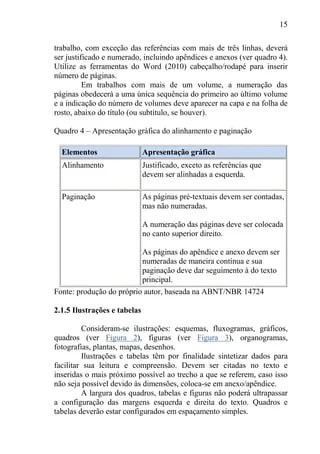 15
trabalho, com exceção das referências com mais de três linhas, deverá
ser justificado e numerado, incluindo apêndices e anexos (ver quadro 4).
Utilize as ferramentas do Word (2010) cabeçalho/rodapé para inserir
número de páginas.
Em trabalhos com mais de um volume, a numeração das
páginas obedecerá a uma única sequência do primeiro ao último volume
e a indicação do número de volumes deve aparecer na capa e na folha de
rosto, abaixo do título (ou subtítulo, se houver).
Quadro 4 – Apresentação gráfica do alinhamento e paginação
Elementos Apresentação gráfica
Alinhamento Justificado, exceto as referências que
devem ser alinhadas a esquerda.
Paginação As páginas pré-textuais devem ser contadas,
mas não numeradas.
A numeração das páginas deve ser colocada
no canto superior direito.
As páginas do apêndice e anexo devem ser
numeradas de maneira contínua e sua
paginação deve dar seguimento à do texto
principal.
Fonte: produção do próprio autor, baseada na ABNT/NBR 14724
2.1.5 Ilustrações e tabelas
Consideram-se ilustrações: esquemas, fluxogramas, gráficos,
quadros (ver Figura 2), figuras (ver Figura 3), organogramas,
fotografias, plantas, mapas, desenhos.
Ilustrações e tabelas têm por finalidade sintetizar dados para
facilitar sua leitura e compreensão. Devem ser citadas no texto e
inseridas o mais próximo possível ao trecho a que se referem, caso isso
não seja possível devido às dimensões, coloca-se em anexo/apêndice.
A largura dos quadros, tabelas e figuras não poderá ultrapassar
a configuração das margens esquerda e direita do texto. Quadros e
tabelas deverão estar configurados em espaçamento simples.